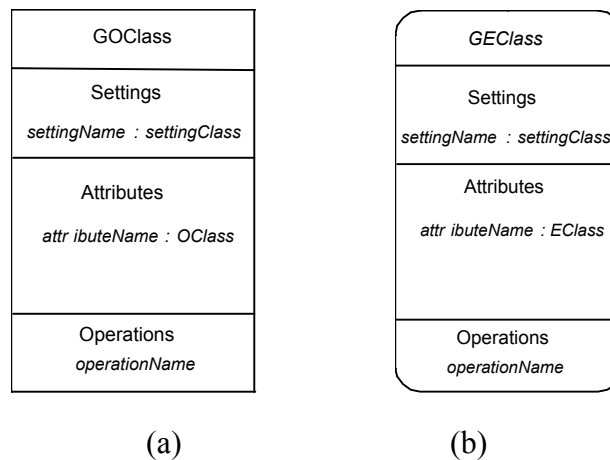 GOClass
Settings
settingName : settingClass
Attributes
attr ibuteName : OClass
Operations
operationName
(a)
GEClass
Settings
settingName : settingClass
Attributes
attr ibuteName : EClass
Operations
operationName
(b)